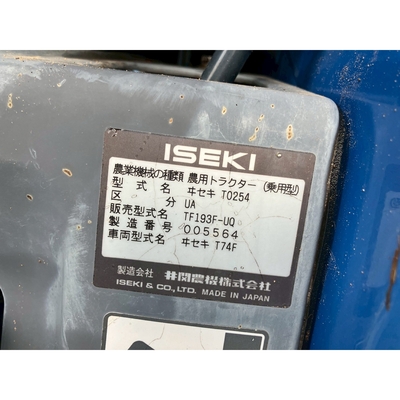 ISEKI
農業機械の種類 農用トラクター(乗用型)
型式名 ヰセキ T0254
区分 UA
販売型式名 TF193F-UQ
製造番号 005564
車両型式名 ヰセキ T74F
製造会社 井関農機株式会社
ISEKI & CO., LTD. MADE IN JAPAN